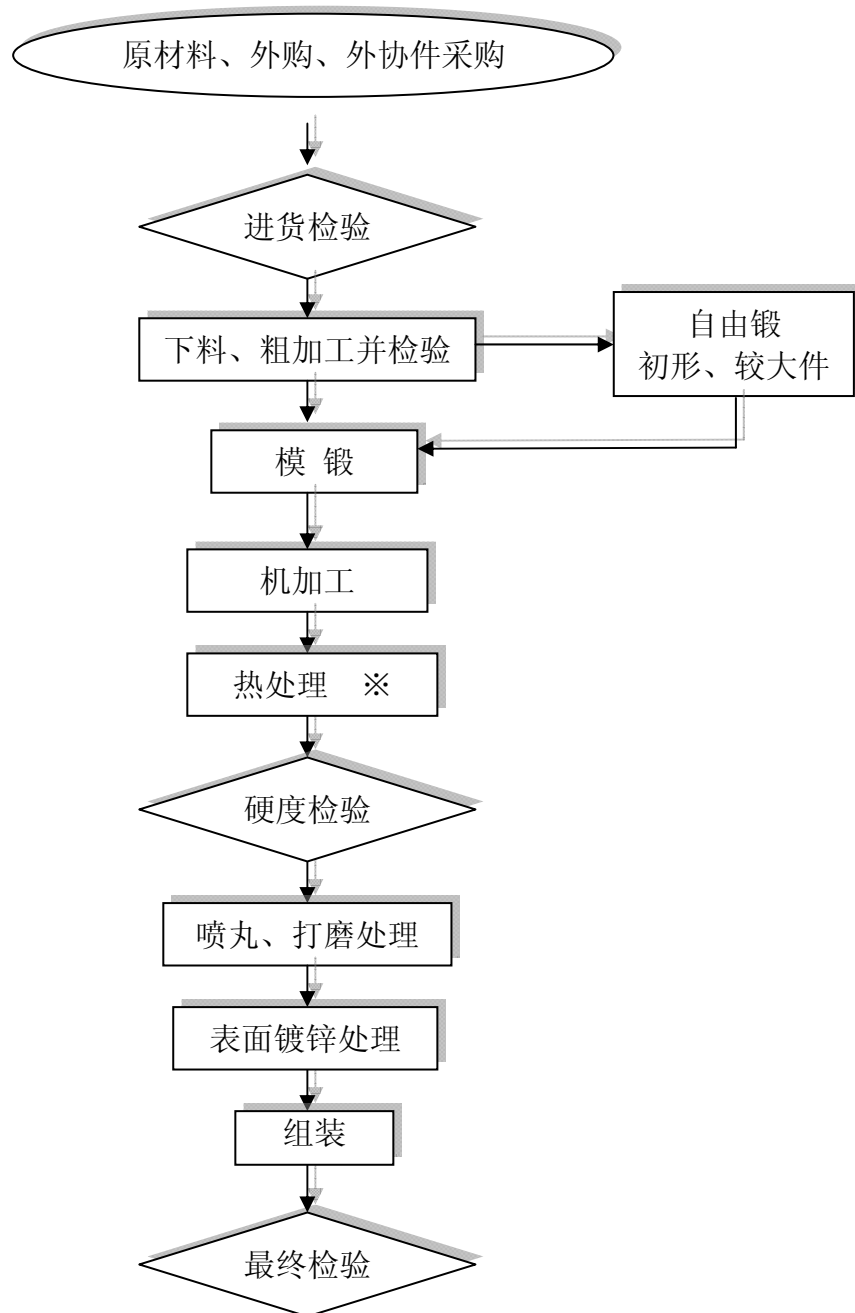 原材料、外购、外协件采购
进货检验
下料、粗加工并检验
自由锻
初形、较大件
模 锻
机加工
热处理 ※
硬度检验
喷丸、打磨处理
表面镀锌处理
组装
最终检验